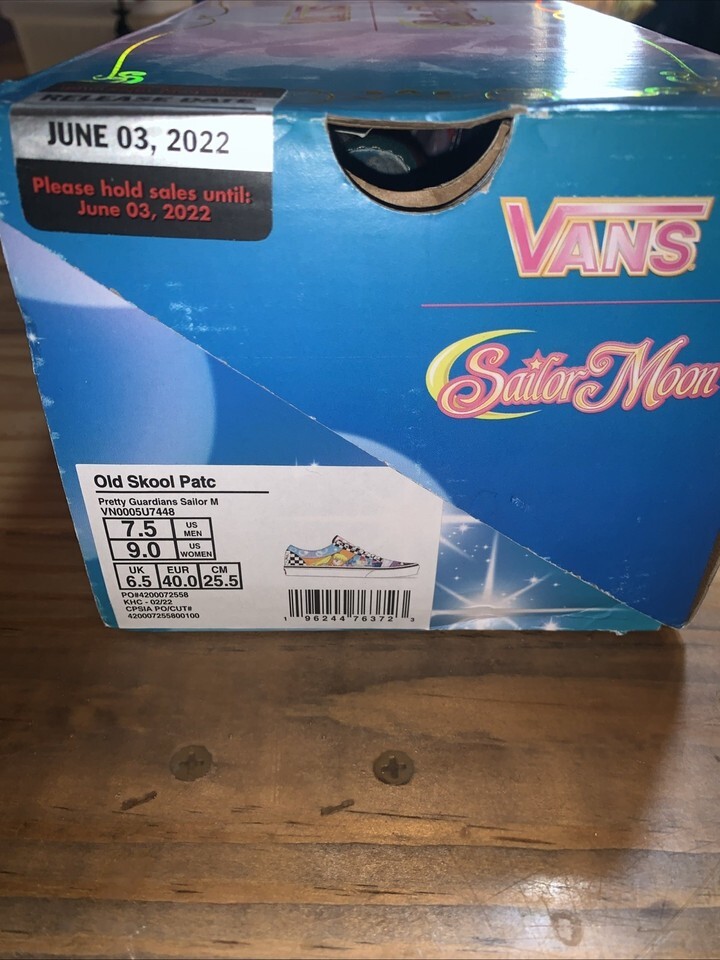 RELEASE DATE
JUNE 03, 2022
Please hold sales until:
June 03, 2022
VANS
Sailor Moon
Old Skool Patc
Pretty Guardians Sailor M
VN0005U7448
7.5 US MEN
9.0 US WOMEN
UK EUR CM
6.5 40.0 25.5
PO#4200072558
KHC - 02/22
CPSIA PO/CUT#
420007255800100
1 96244 76372 3